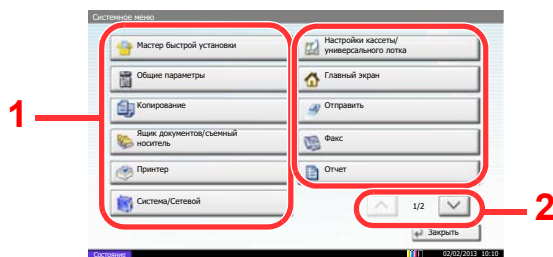 Системное меню
Мастер быстрой установки
Общие параметры
Копирование
Ящик документов/съемный
носитель
Принтер
Система/Сетевой
Настройки кассеты/
универсального лотка
Главный экран
Отправить
Факс
Отчет
1
2
1/2
Закрыть
Состояние
02/02/2013 10:10